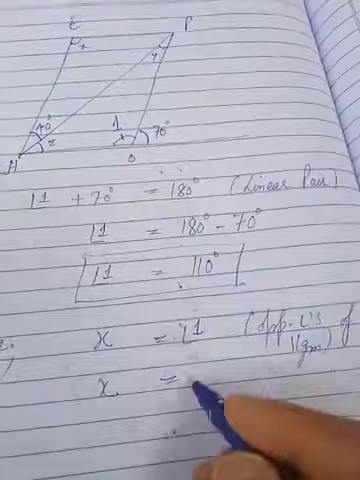 E
P
x
y
40°
z
1
70°
H
O
∠1 + 70° = 180° (Linear Pair)
∠1 = 180° - 70°
∠1 = 110°
x = ∠1 (opp. ∠'s of
||gm)
x =